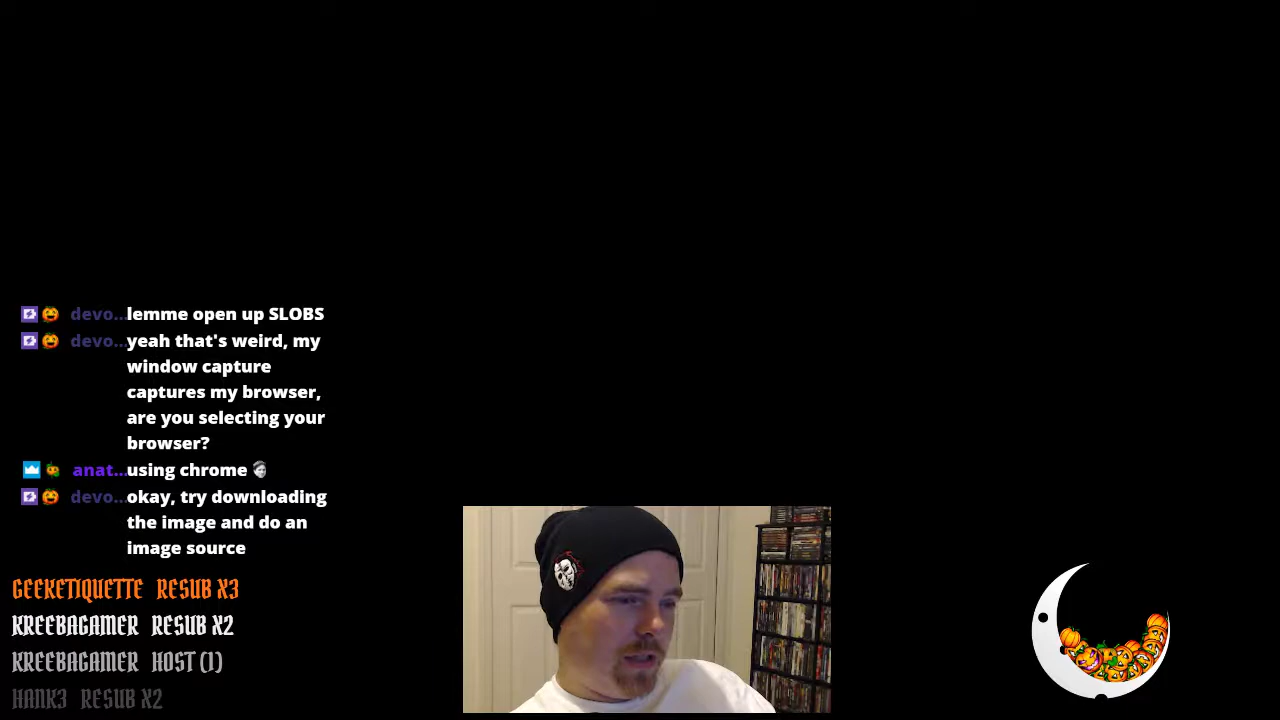 devo... lemme open up SLOBS
devo... yeah that's weird, my
window capture
captures my browser,
are you selecting your
browser?
anat... using chrome
devo... okay, try downloading
the image and do an
image source
GEEKETIQUETTE RESUB X3
KREEBAGAMER RESUB X2
KREEBAGAMER HOST (1)
HANK3 RESUB X2